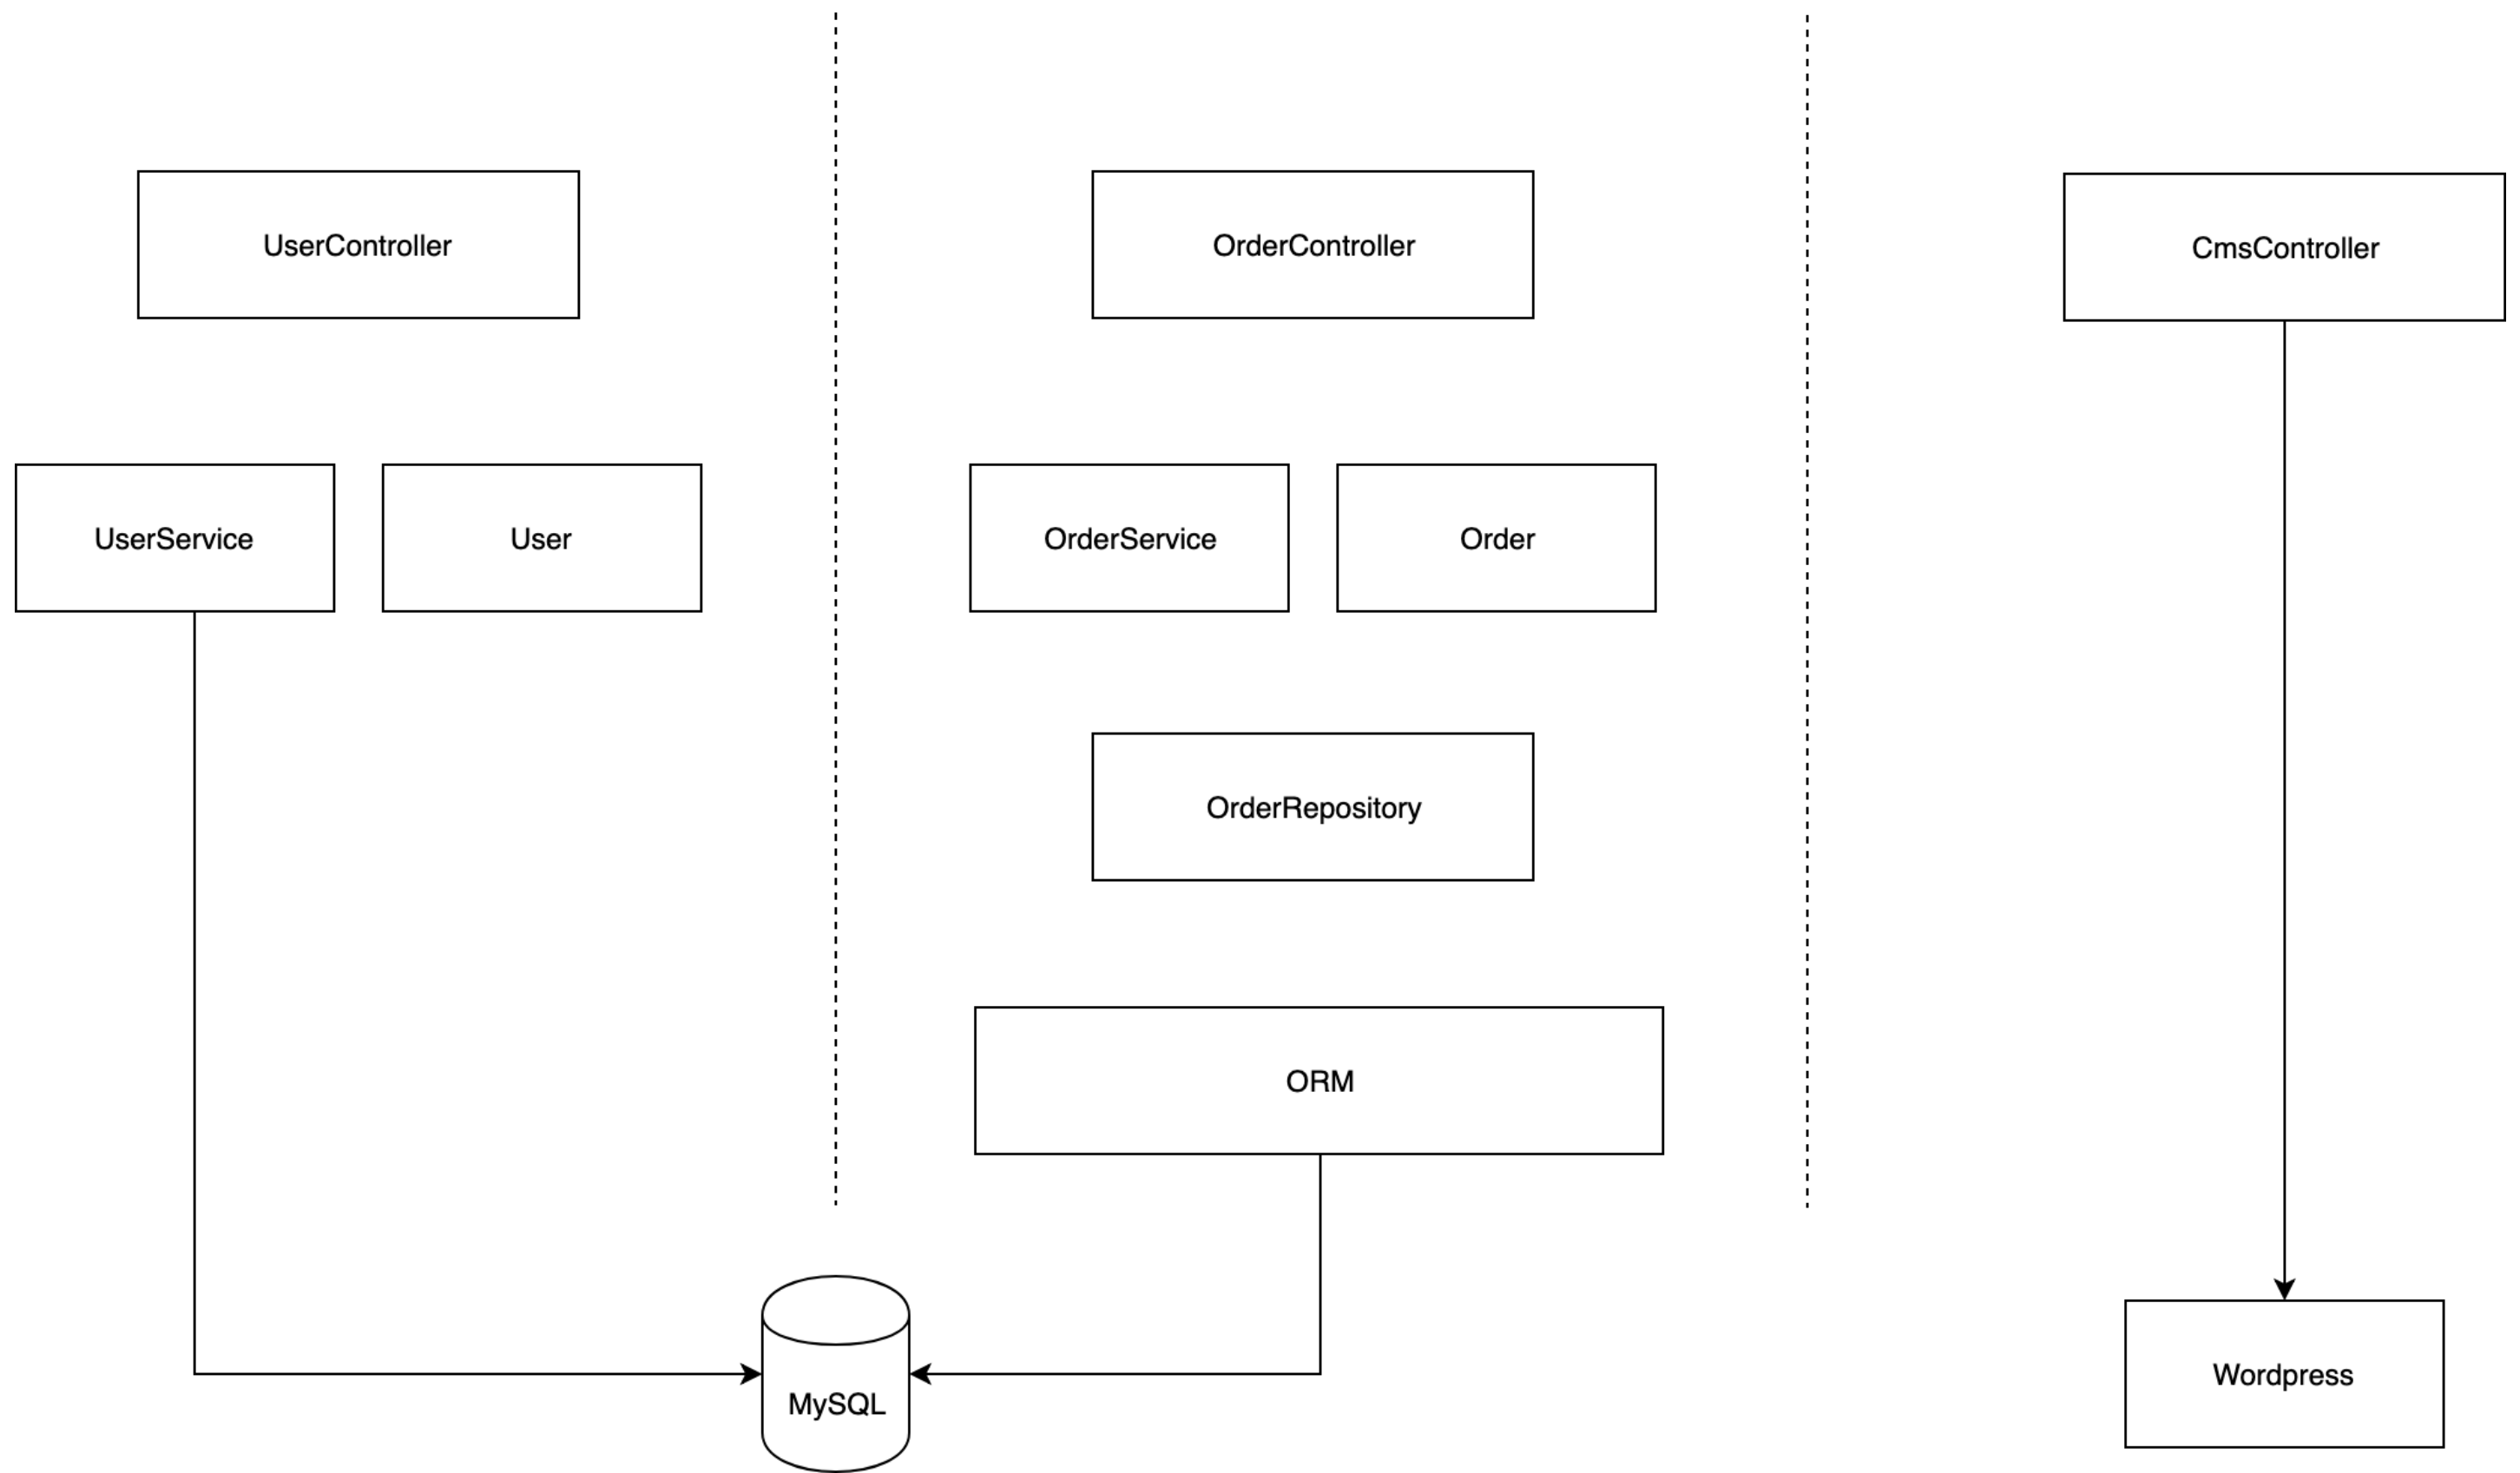 UserController
OrderController
CmsController
UserService
User
OrderService
Order
OrderRepository
ORM
MySQL
Wordpress